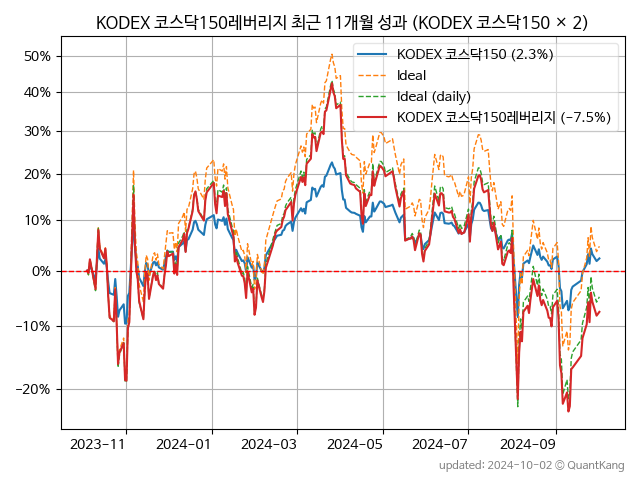 KODEX 코스닥150레버리지 최근 11개월 성과 (KODEX 코스닥150 × 2)
KODEX 코스닥150 (2.3%)
Ideal
Ideal (daily)
KODEX 코스닥150레버리지 (−7.5%)
50%
40%
30%
20%
10%
0%
−10%
−20%
2023-11
2024-01
2024-03
2024-05
2024-07
2024-09
updated: 2024-10-02 © QuantKang